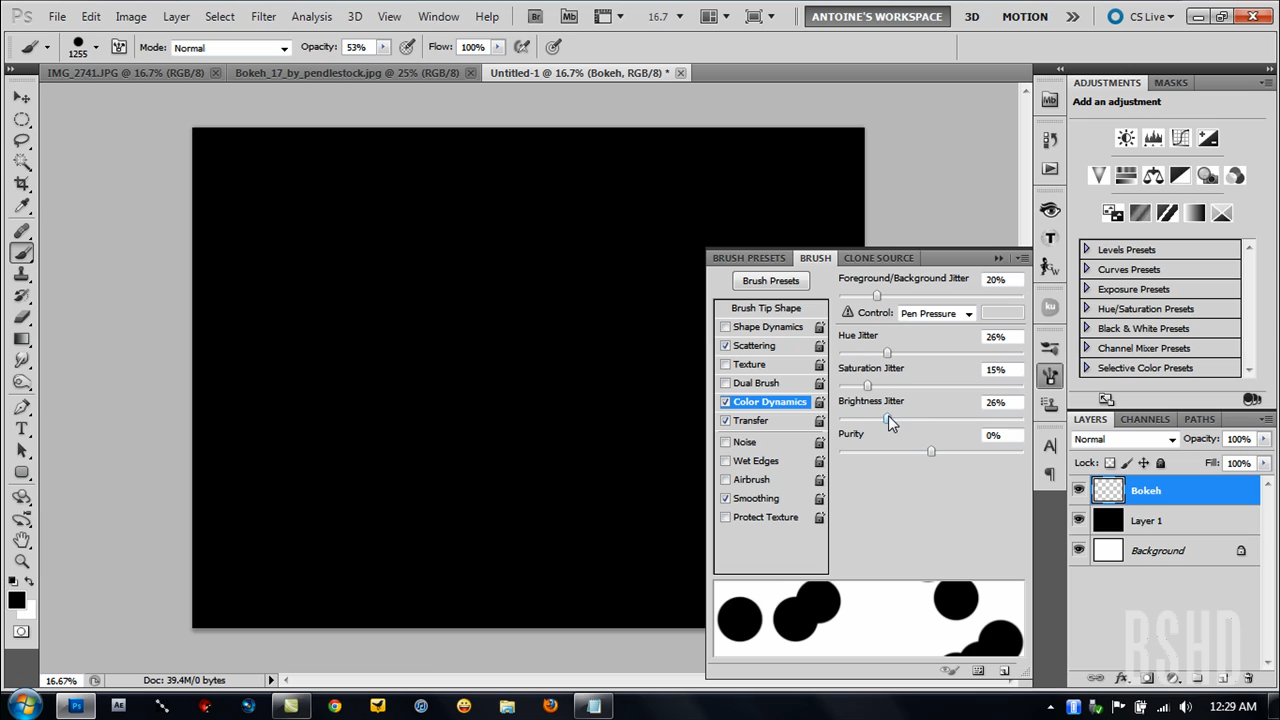 Ps File Edit Image Layer Select Filter Analysis 3D View Window Help Br Mb 16.7 ANTOINE'S WORKSPACE 3D MOTION CS Live
1255 Mode: Normal Opacity: 53% Flow: 100%
IMG_2741.JPG @ 16.7% (RGB/8) Bokeh_17_by_pendlestock.jpg @ 25% (RGB/8) Untitled-1 @ 16.7% (Bokeh, RGB/8) *
ADJUSTMENTS MASKS
Add an adjustment
Mb
Levels Presets
Curves Presets
Exposure Presets
Hue/Saturation Presets
Black & White Presets
Channel Mixer Presets
Selective Color Presets
ku
BRUSH PRESETS BRUSH CLONE SOURCE
Brush Presets
Brush Tip Shape
Shape Dynamics
Scattering
Texture
Dual Brush
Color Dynamics
Transfer
Noise
Wet Edges
Airbrush
Smoothing
Protect Texture
Foreground/Background Jitter 20%
Control: Pen Pressure
Hue Jitter 26%
Saturation Jitter 15%
Brightness Jitter 26%
Purity 0%
LAYERS CHANNELS PATHS
Normal Opacity: 100%
Lock: Fill: 100%
Bokeh
Layer 1
Background
BSHD
16.67% Doc: 39.4M/0 bytes
Ps Ae 12:29 AM